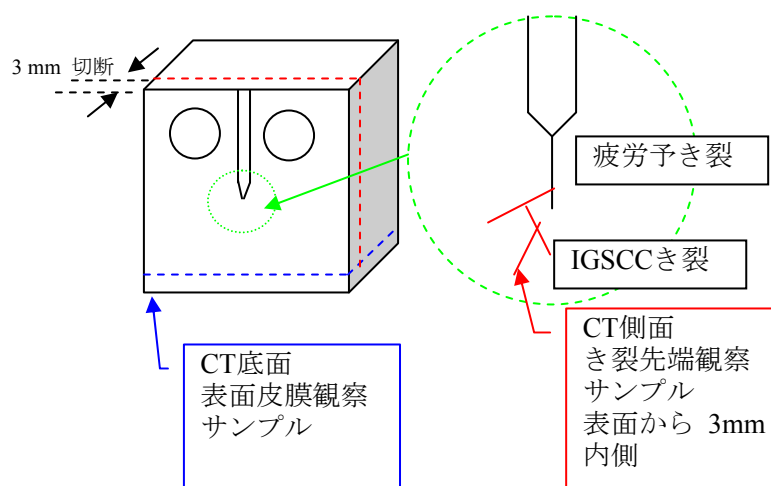 3 mm 切断
疲労予き裂
IGSCCき裂
CT底面
表面皮膜観察
サンプル
CT側面
き裂先端観察
サンプル
表面から 3mm
内側